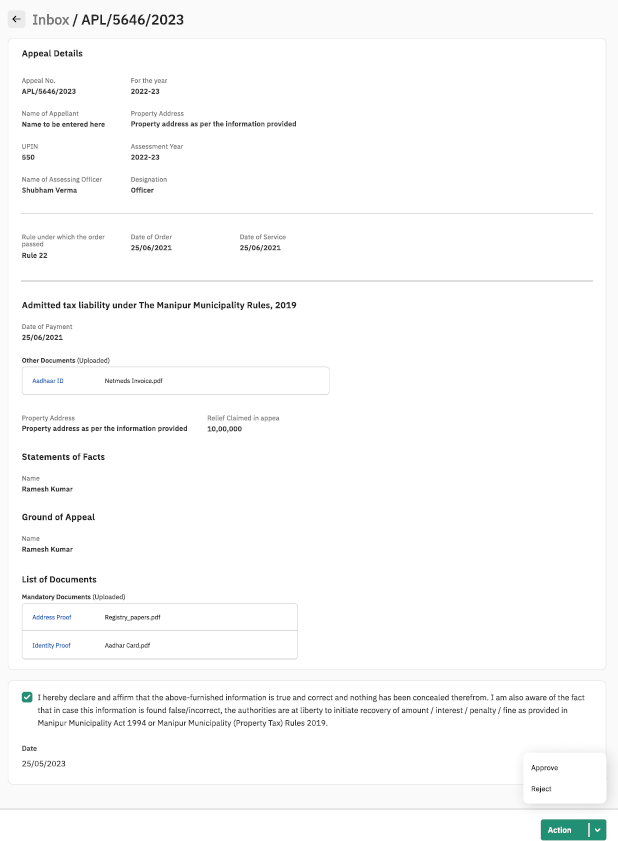 Inbox / APL/5646/2023
Appeal Details
Appeal No.
APL/5646/2023
For the year
2022-23
Name of Appellant
Name to be entered here
Property Address
Property address as per the information provided
UPIN
550
Assessment Year
2022-23
Name of Assessing Officer
Shubham Verma
Designation
Officer
Rule under which the order
passed
Rule 22
Date of Order
25/06/2021
Date of Service
25/06/2021
Admitted tax liability under The Manipur Municipality Rules, 2019
Date of Payment
25/06/2021
Other Documents (Uploaded)
Aadhaar ID
Netmeds Invoice.pdf
Property Address
Property address as per the information provided
Relief Claimed in appea
10,00,000
Statements of Facts
Name
Ramesh Kumar
Ground of Appeal
Name
Ramesh Kumar
List of Documents
Mandatory Documents (Uploaded)
Address Proof
Registry_papers.pdf
Identity Proof
Aadhar Card.pdf
I hereby declare and affirm that the above-furnished information is true and correct and nothing has been concealed therefrom. I am also aware of the fact
that in case this information is found false/incorrect, the authorities are at liberty to initiate recovery of amount / interest / penalty / fine as provided in
Manipur Municipality Act 1994 or Manipur Municipality (Property Tax) Rules 2019.
Date
25/05/2023
Approve
Reject
Action